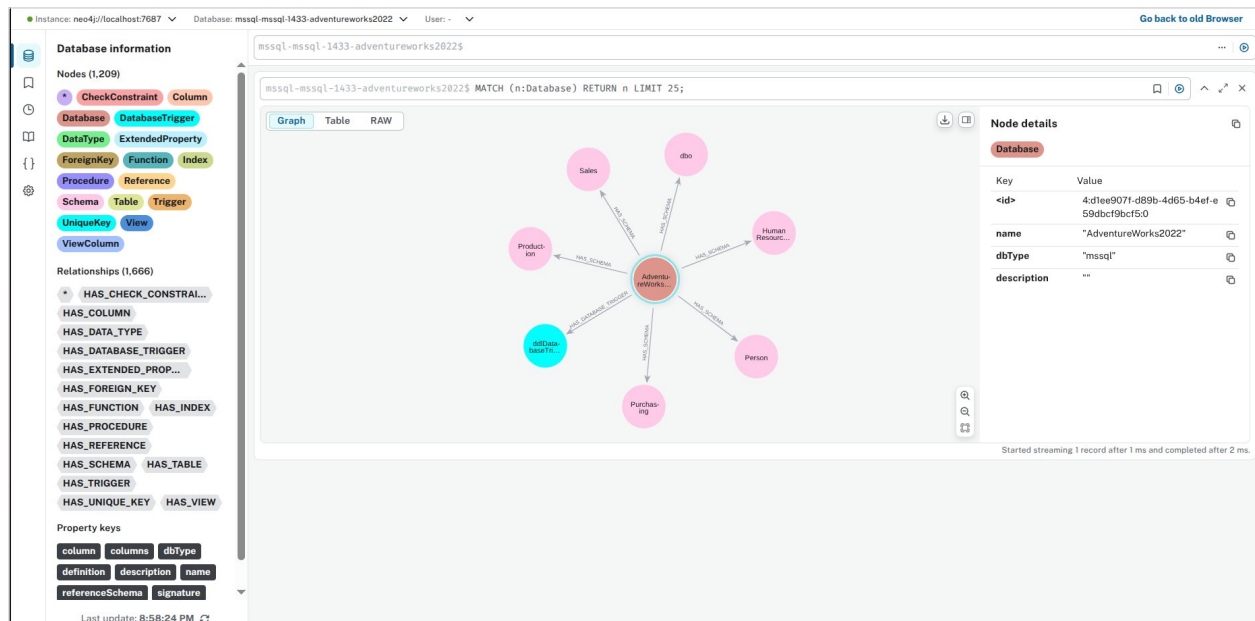 Instance: neo4j://localhost:7687 Database: mssql-mssql-1433-adventureworks2022 User: - Go back to old Browser
Database information
Nodes (1,209)
* CheckConstraint Column
Database DatabaseTrigger
DataType ExtendedProperty
ForeignKey Function Index
Procedure Reference
Schema Table Trigger
UniqueKey View
ViewColumn
Relationships (1,666)
* HAS_CHECK_CONSTRAI...
HAS_COLUMN
HAS_DATA_TYPE
HAS_DATABASE_TRIGGER
HAS_EXTENDED_PROP...
HAS_FOREIGN_KEY
HAS_FUNCTION HAS_INDEX
HAS_PROCEDURE
HAS_REFERENCE
HAS_SCHEMA HAS_TABLE
HAS_TRIGGER
HAS_UNIQUE_KEY HAS_VIEW
Property keys
column columns dbType
definition description name
referenceSchema signature
Last update: 8:58:24 PM
mssql-mssql-1433-adventureworks2022$
mssql-mssql-1433-adventureworks2022$ MATCH (n:Database) RETURN n LIMIT 25;
Graph Table RAW
dbo
Sales
HAS_SCHEMA
HAS_SCHEMA
Human
Resourc...
Product-
ion
HAS_SCHEMA
HAS_SCHEMA
Adventu-
reWorks...
HAS_DATABASE_TRIGGER
HAS_SCHEMA
HAS_SCHEMA
ddlData-
baseTri...
Person
Purchas-
ing
Node details
Database
Key Value
<id> 4:d1ee907f-d89b-4d65-b4ef-e
59dbcf9bcf5:0
name "AdventureWorks2022"
dbType "mssql"
description ""
Started streaming 1 record after 1 ms and completed after 2 ms.